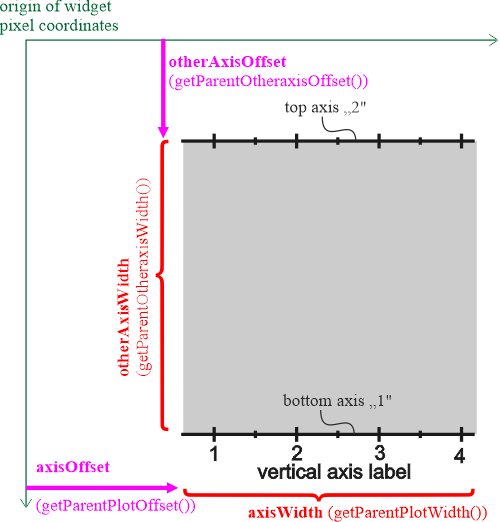 origin of widget
pixel coordinates
otherAxisOffset
(getParentOtheraxisOffset())
top axis „2"
otherAxisWidth
(getParentOtheraxisWidth())
bottom axis „1"
1 2 3 4
vertical axis label
axisOffset
(getParentPlotOffset())
axisWidth (getParentPlotWidth())